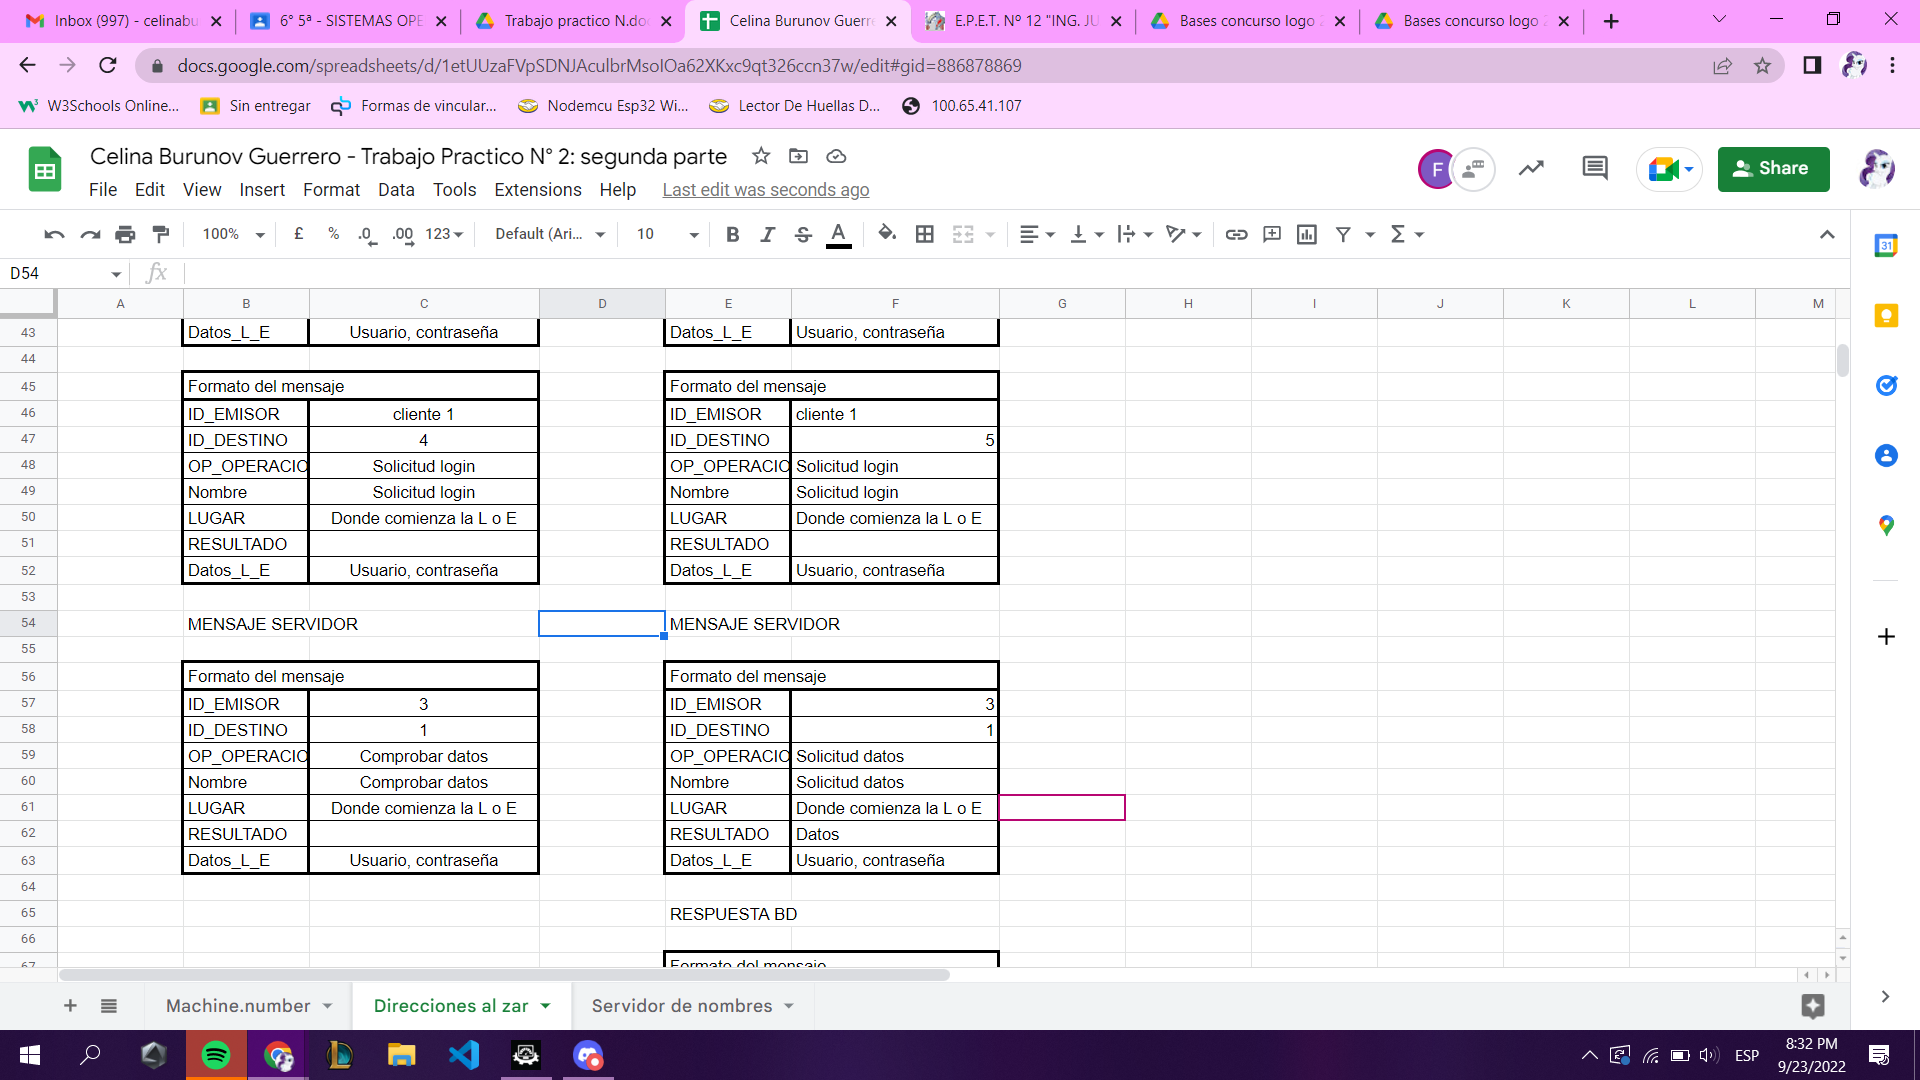 Inbox (997) - celinabu
6° 5ª - SISTEMAS OPE
Trabajo practico N.do
Celina Burunov Guerre
E.P.E.T. Nº 12 "ING. JU
Bases concurso logo 2
Bases concurso logo 2
docs.google.com/spreadsheets/d/1etUUzaFVpSDNJAculbrMsoIOa62XKxc9qt326ccn37w/edit#gid=886878869
W3Schools Online...
Sin entregar
Formas de vincular...
Nodemcu Esp32 Wi...
Lector De Huellas D...
100.65.41.107
Celina Burunov Guerrero - Trabajo Practico N° 2: segunda parte
File Edit View Insert Format Data Tools Extensions Help Last edit was seconds ago
F
Share
100% £ % .0 .00 123 Default (Ari... 10 B I S A
31
D54 fx
A B C D E F G H I J K L M
43 Datos_L_E Usuario, contraseña Datos_L_E Usuario, contraseña
44
45 Formato del mensaje Formato del mensaje
46 ID_EMISOR cliente 1 ID_EMISOR cliente 1
47 ID_DESTINO 4 ID_DESTINO 5
48 OP_OPERACIO Solicitud login OP_OPERACIO Solicitud login
49 Nombre Solicitud login Nombre Solicitud login
50 LUGAR Donde comienza la L o E LUGAR Donde comienza la L o E
51 RESULTADO RESULTADO
52 Datos_L_E Usuario, contraseña Datos_L_E Usuario, contraseña
53
54 MENSAJE SERVIDOR MENSAJE SERVIDOR
55
56 Formato del mensaje Formato del mensaje
57 ID_EMISOR 3 ID_EMISOR 3
58 ID_DESTINO 1 ID_DESTINO 1
59 OP_OPERACIO Comprobar datos OP_OPERACIO Solicitud datos
60 Nombre Comprobar datos Nombre Solicitud datos
61 LUGAR Donde comienza la L o E LUGAR Donde comienza la L o E
62 RESULTADO RESULTADO Datos
63 Datos_L_E Usuario, contraseña Datos_L_E Usuario, contraseña
64
65 RESPUESTA BD
66
67 Formato del mensaje
Machine.number Direcciones al zar Servidor de nombres
ESP
8:32 PM
9/23/2022